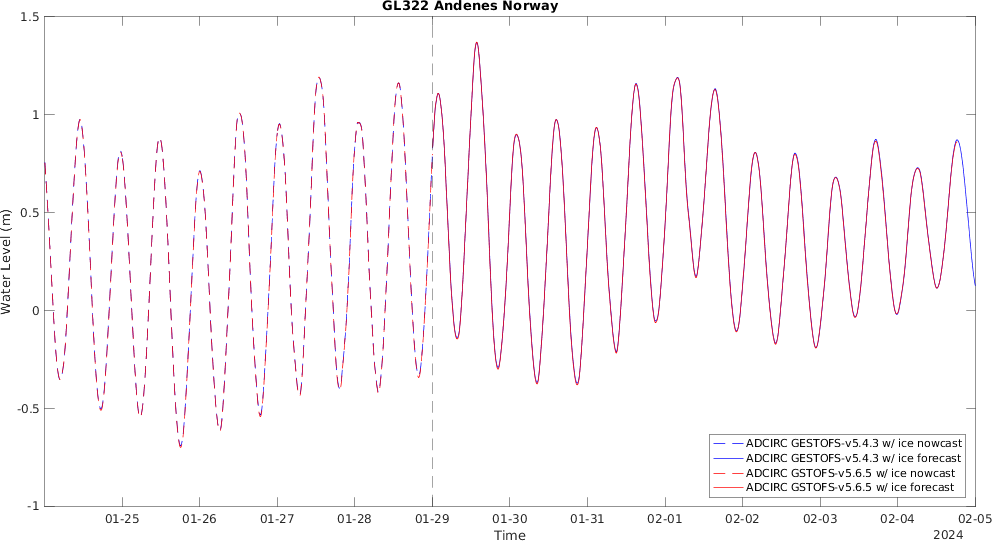 GL322 Andenes Norway
1.5
1
0.5
0
-0.5
-1
Water Level (m)
01-25 01-26 01-27 01-28 01-29 01-30 01-31 02-01 02-02 02-03 02-04 02-05
Time
2024
ADCIRC GESTOFS-v5.4.3 w/ ice nowcast
ADCIRC GESTOFS-v5.4.3 w/ ice forecast
ADCIRC GSTOFS-v5.6.5 w/ ice nowcast
ADCIRC GSTOFS-v5.6.5 w/ ice forecast